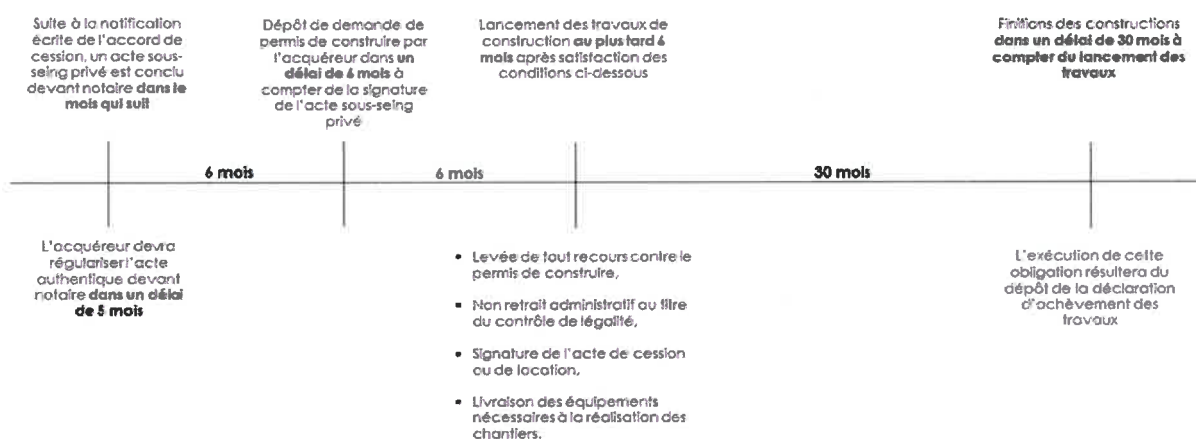 Suite à la notification
écrite de l'accord de
cession, un acte sous-
seing privé est conclu
devant notaire dans le
mois qui suit
Dépôt de demande de
permis de construire par
l'acquéreur dans un
délai de 6 mois à
compter de la signature
de l'acte sous-seing
privé
Lancement des travaux de
construction au plus tard 6
mois après satisfaction des
conditions ci-dessous
Finitions des constructions
dans un délai de 30 mois à
compter du lancement des
travaux
6 mois
6 mois
30 mois
L'acquéreur devra
régulariser l'acte
authentique devant
notaire dans un délai
de 5 mois
• Levée de tout recours contre le
permis de construire,
• Non retrait administratif au titre
du contrôle de légalité,
• Signature de l'acte de cession
ou de location,
• Livraison des équipements
nécessaires à la réalisation des
chantiers.
L'exécution de cette
obligation résultera du
dépôt de la déclaration
d'achèvement des
travaux